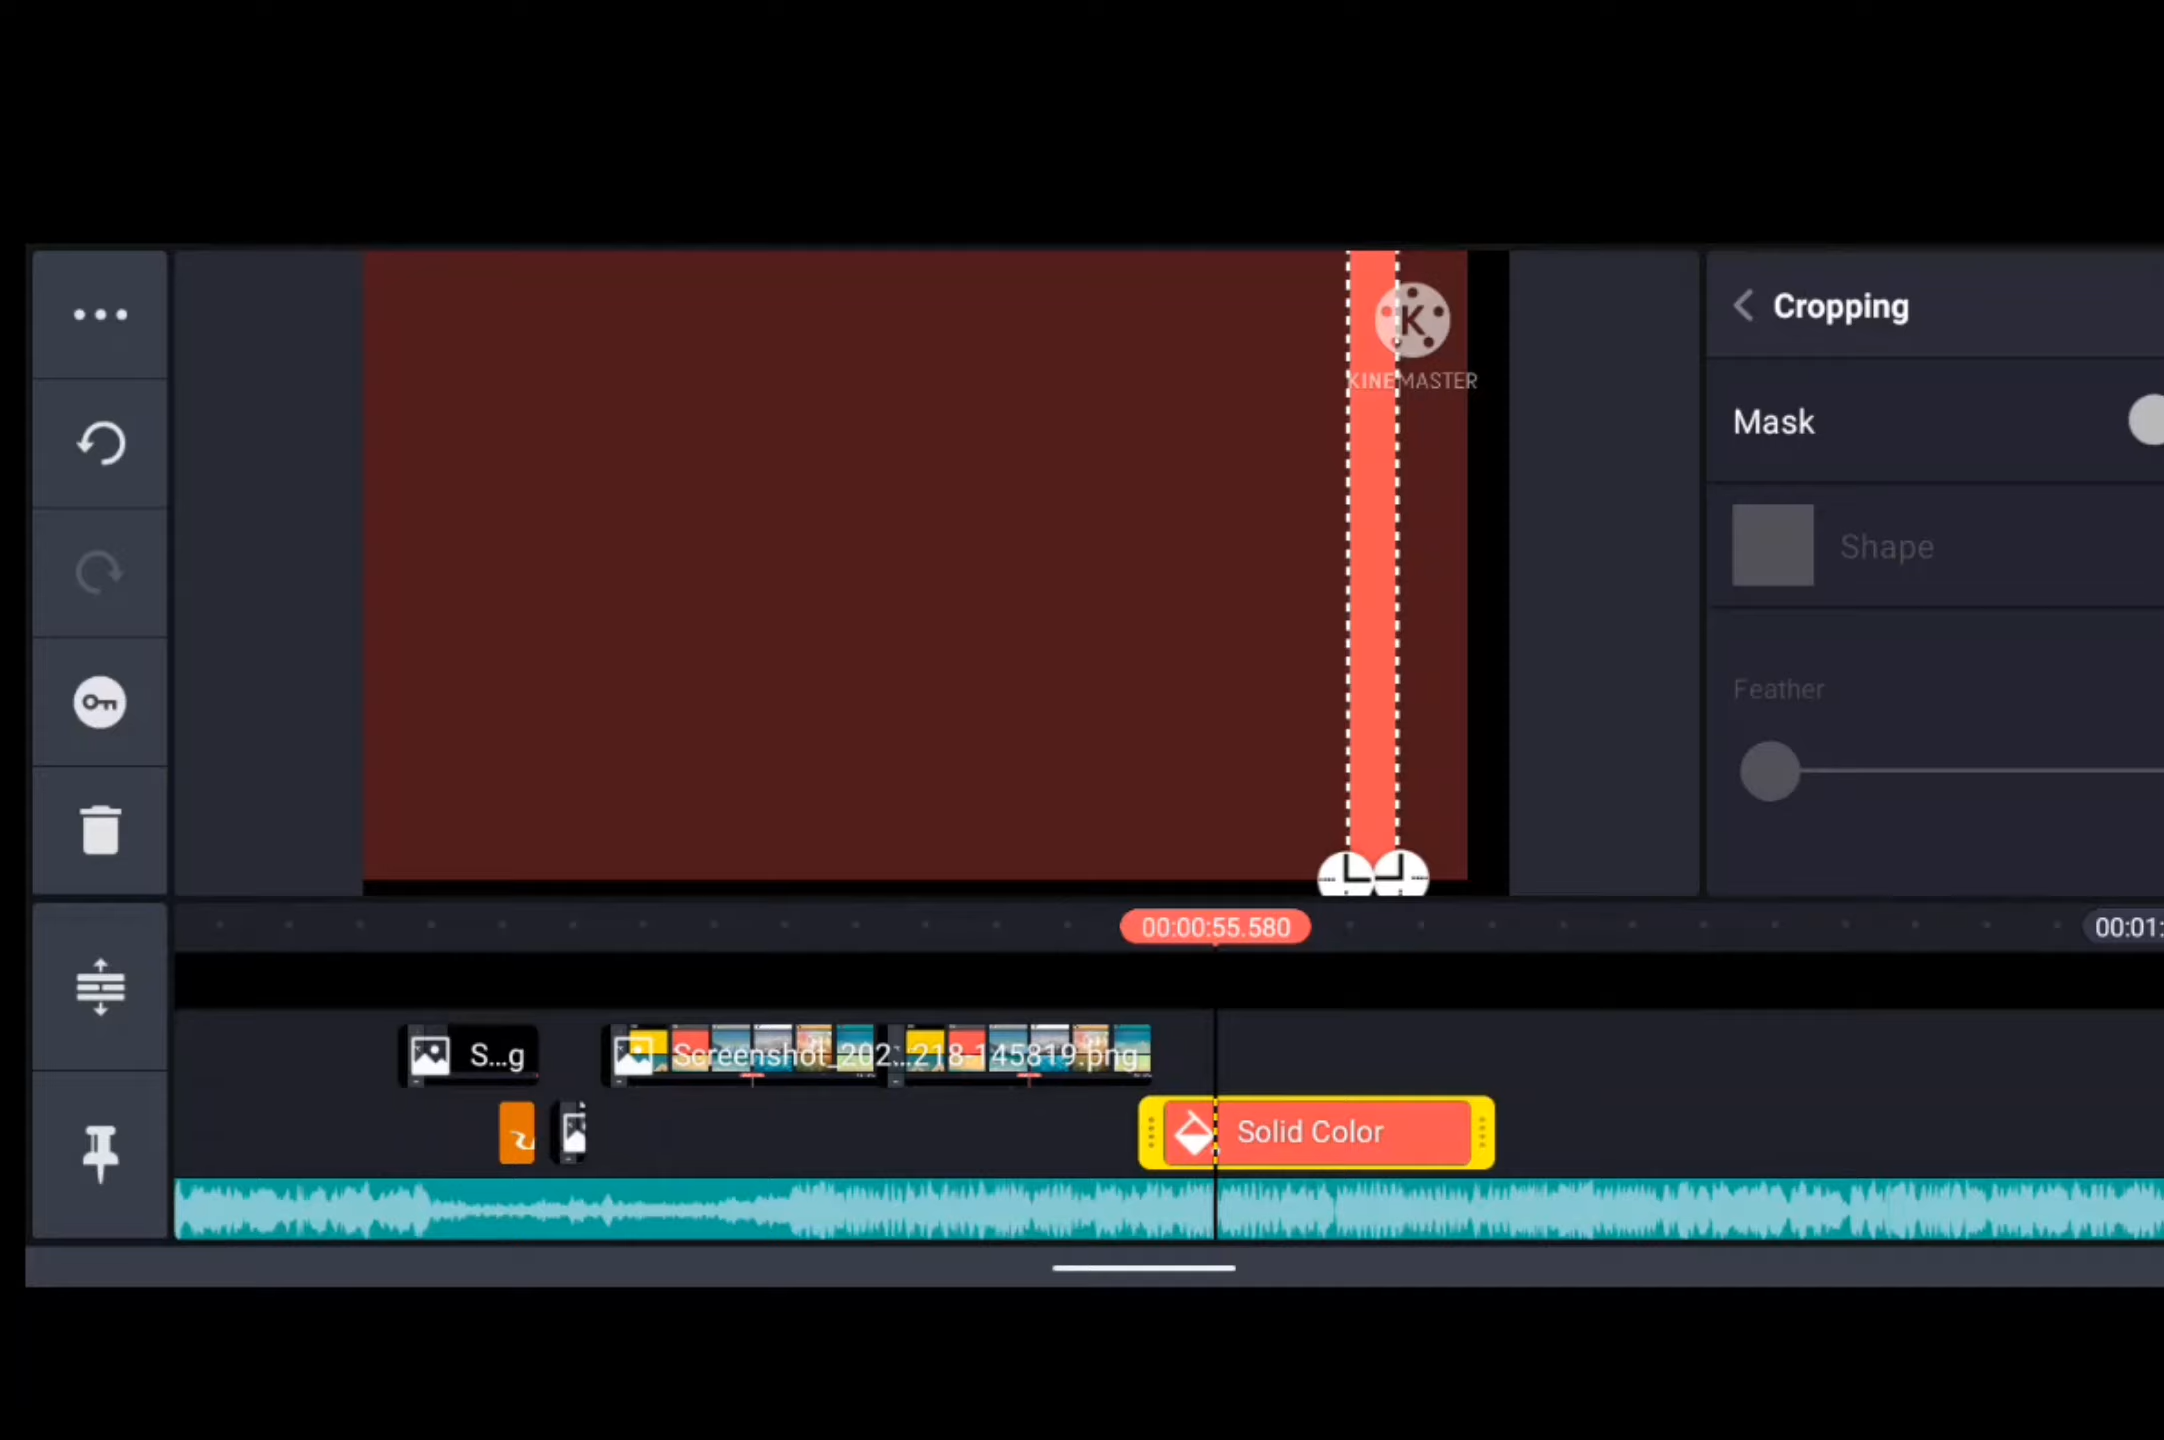 Cropping
K
KINEMASTER
Mask
Shape
Feather
00:00:55.580
00:01:
S...g
Screenshot_202...218-145819.png
Solid Color